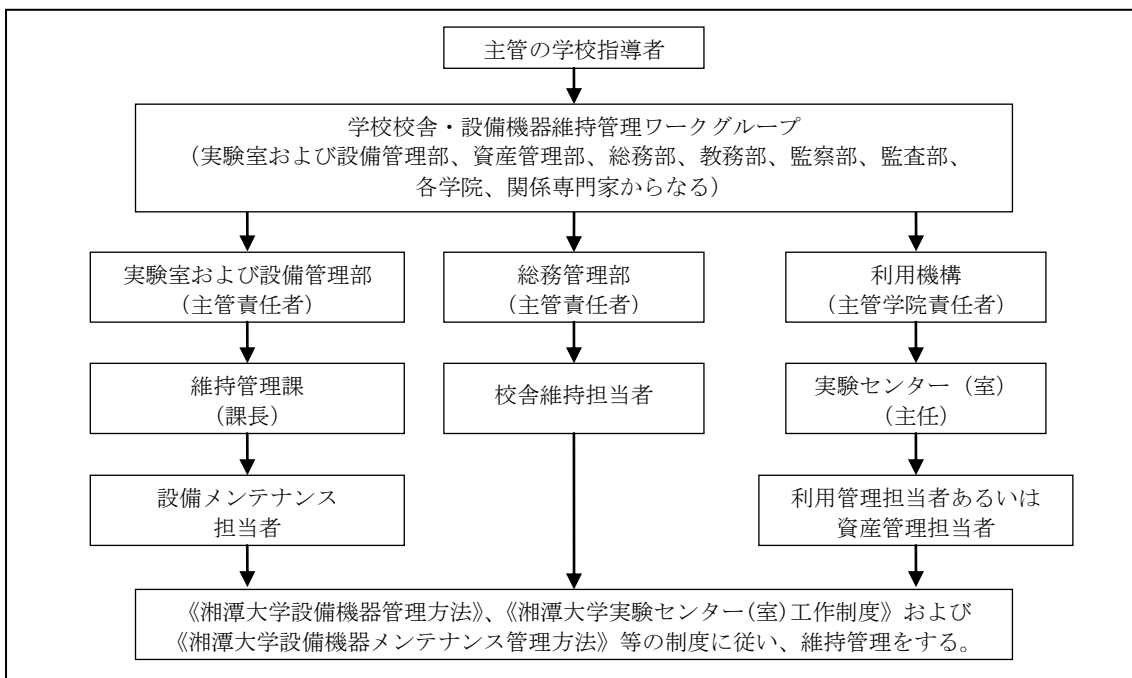 主管の学校指導者
学校校舎・設備機器維持管理ワークグループ
（実験室および設備管理部、資産管理部、総務部、教務部、監察部、監査部、
各学院、関係専門家からなる）
実験室および設備管理部
（主管責任者）
総務管理部
（主管責任者）
利用機構
（主管学院責任者）
維持管理課
（課長）
校舎維持担当者
実験センター（室）
（主任）
設備メンテナンス
担当者
利用管理担当者あるいは
資産管理担当者
《湘潭大学設備機器管理方法》、《湘潭大学実験センター(室)工作制度》および
《湘潭大学設備機器メンテナンス管理方法》等の制度に従い、維持管理をする。